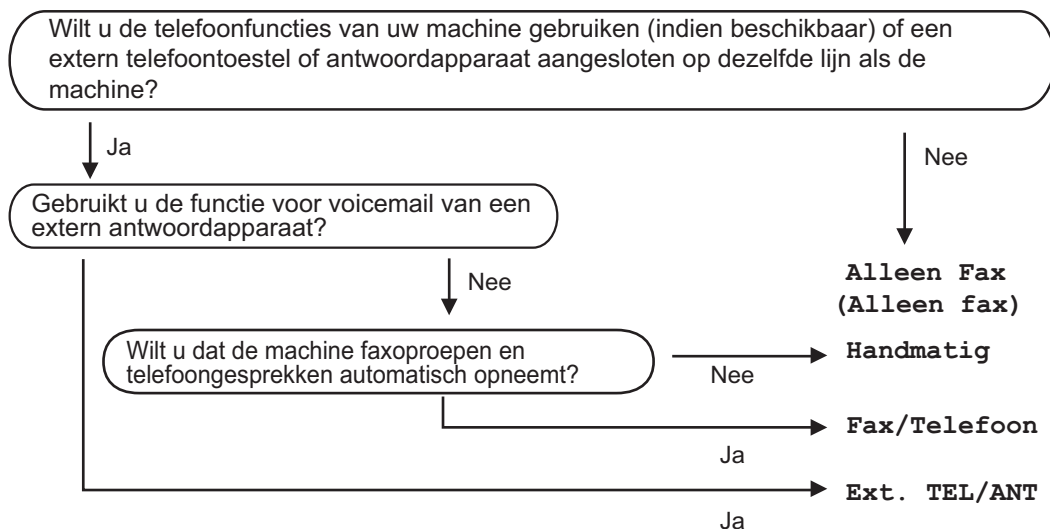 Wilt u de telefoonfuncties van uw machine gebruiken (indien beschikbaar) of een
extern telefoontoestel of antwoordapparaat aangesloten op dezelfde lijn als de
machine?
Ja
Nee
Gebruikt u de functie voor voicemail van een
extern antwoordapparaat?
Nee
Alleen Fax
(Alleen fax)
Wilt u dat de machine faxoproepen en
telefoongesprekken automatisch opneemt?
Nee
Handmatig
Ja
Fax/Telefoon
Ja
Ext. TEL/ANT